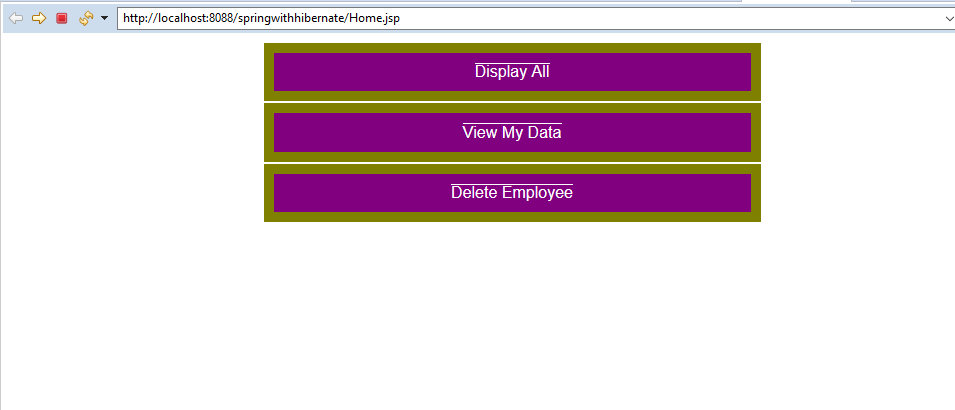 http://localhost:8088/springwithhibernate/Home.jsp
Display All
View My Data
Delete Employee